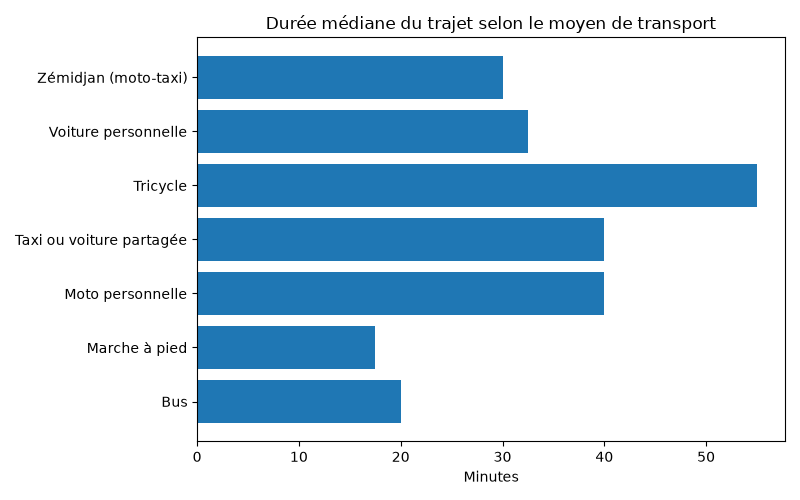 Durée médiane du trajet selon le moyen de transport
Zémidjan (moto-taxi)
Voiture personnelle
Tricycle
Taxi ou voiture partagée
Moto personnelle
Marche à pied
Bus
0 10 20 30 40 50
Minutes